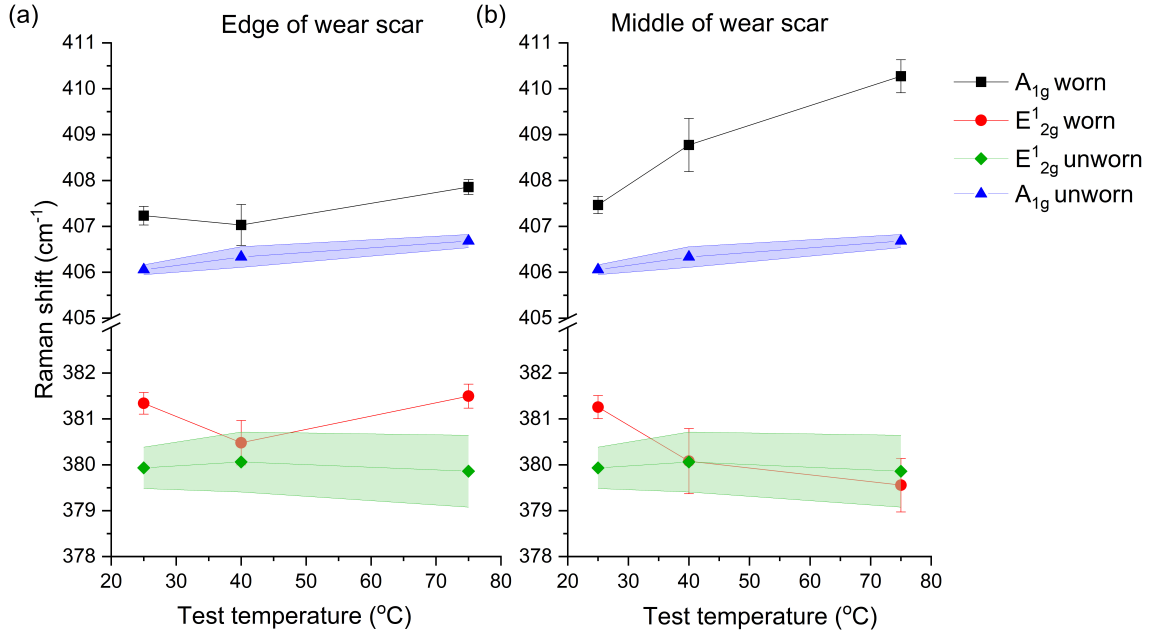 (a)
Edge of wear scar
(b)
Middle of wear scar
Raman shift (cm⁻¹)
411
410
409
408
407
406
405
382
381
380
379
378
20 30 40 50 60 70 80
Test temperature (ᵒC)
411
410
409
408
407
406
405
382
381
380
379
378
20 30 40 50 60 70 80
Test temperature (ᵒC)
A₁g worn
E¹₂g worn
E¹₂g unworn
A₁g unworn